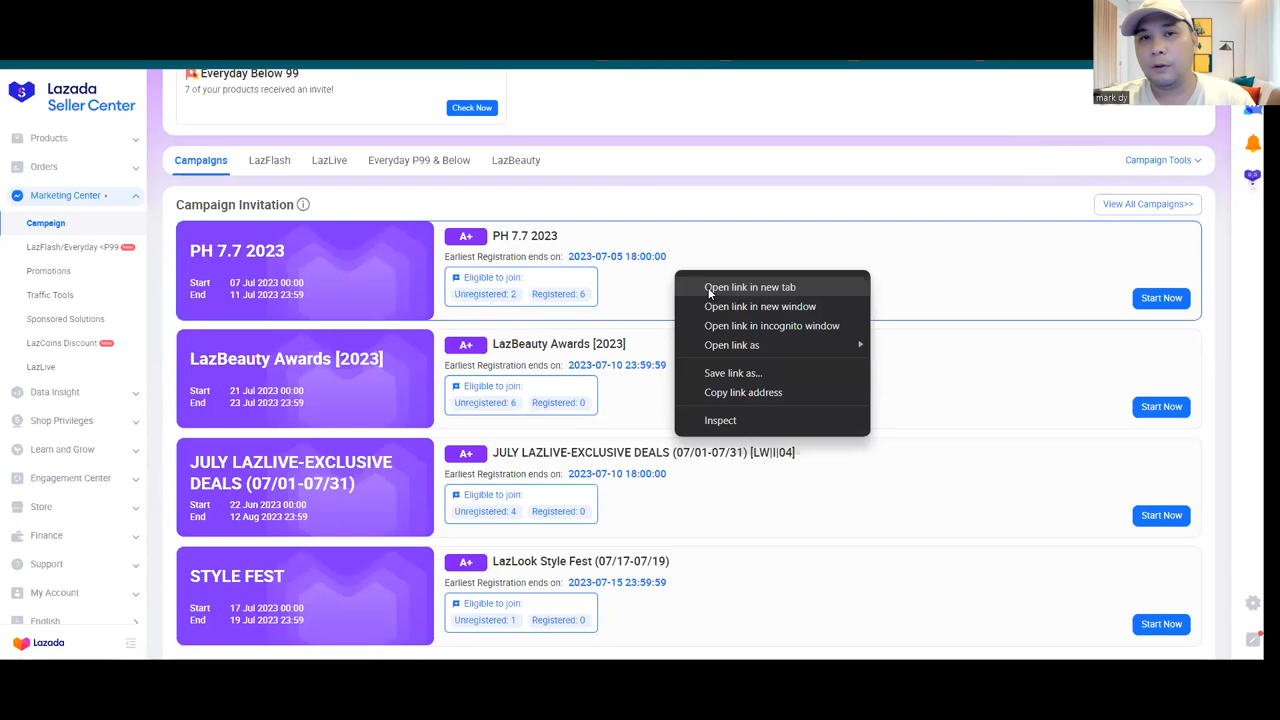 Everyday Below 99
7 of your products received an invite!
Check Now
mark dy
Lazada
Seller Center
Products
Orders
Marketing Center
Campaign
LazFlash/Everyday <P99 New
Promotions
Traffic Tools
Sponsored Solutions
LazCoins Discount New
LazLive
Data Insight
Shop Privileges
Learn and Grow
Engagement Center
Store
Finance
Support
My Account
English
Lazada
Campaigns LazFlash LazLive Everyday P99 & Below LazBeauty Campaign Tools
Campaign Invitation
View All Campaigns>>
PH 7.7 2023
Start 07 Jul 2023 00:00
End 11 Jul 2023 23:59
A+ PH 7.7 2023
Earliest Registration ends on: 2023-07-05 18:00:00
Eligible to join:
Unregistered: 2 Registered: 6
Start Now
Open link in new tab
Open link in new window
Open link in incognito window
Open link as
Save link as...
Copy link address
Inspect
LazBeauty Awards [2023]
Start 21 Jul 2023 00:00
End 23 Jul 2023 23:59
A+ LazBeauty Awards [2023]
Earliest Registration ends on: 2023-07-10 23:59:59
Eligible to join:
Unregistered: 6 Registered: 0
Start Now
JULY LAZLIVE-EXCLUSIVE
DEALS (07/01-07/31)
Start 22 Jun 2023 00:00
End 12 Aug 2023 23:59
A+ JULY LAZLIVE-EXCLUSIVE DEALS (07/01-07/31) [LW|I|04]
Earliest Registration ends on: 2023-07-10 18:00:00
Eligible to join:
Unregistered: 4 Registered: 0
Start Now
STYLE FEST
Start 17 Jul 2023 00:00
End 19 Jul 2023 23:59
A+ LazLook Style Fest (07/17-07/19)
Earliest Registration ends on: 2023-07-15 23:59:59
Eligible to join:
Unregistered: 1 Registered: 0
Start Now